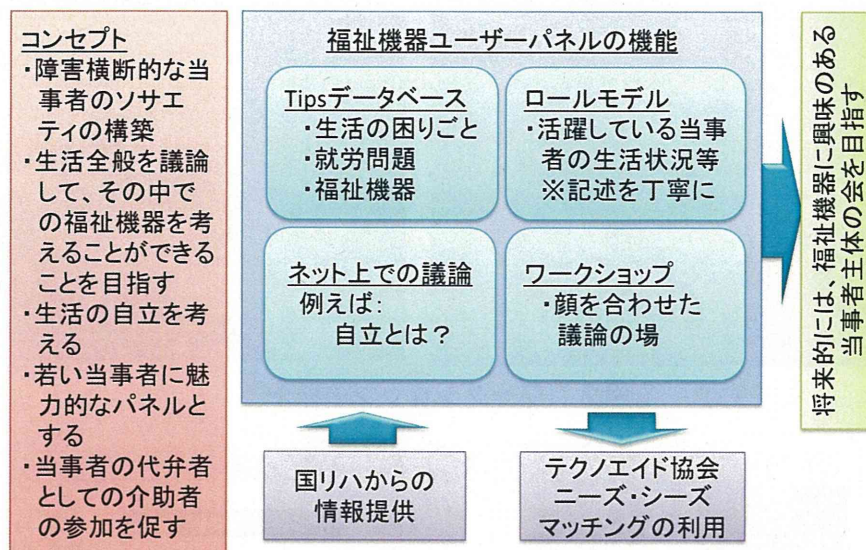 コンセプト
・障害横断的な当
事者のソサエ
ティの構築
・生活全般を議論
して、その中で
の福祉機器を考
えることができる
ことを目指す
・生活の自立を考
える
・若い当事者に魅
力的なパネルと
する
・当事者の代弁者
としての介助者
の参加を促す
福祉機器ユーザーパネルの機能
Tipsデータベース
・生活の困りごと
・就労問題
・福祉機器
ロールモデル
・活躍している当事
者の生活状況等
※記述を丁寧に
ネット上での議論
例えば:
自立とは？
ワークショップ
・顔を合わせた
議論の場
国リハからの
情報提供
テクノエイド協会
ニーズ・シーズ
マッチングの利用
将来的には、福祉機器に興味のある
当事者主体の会を目指す